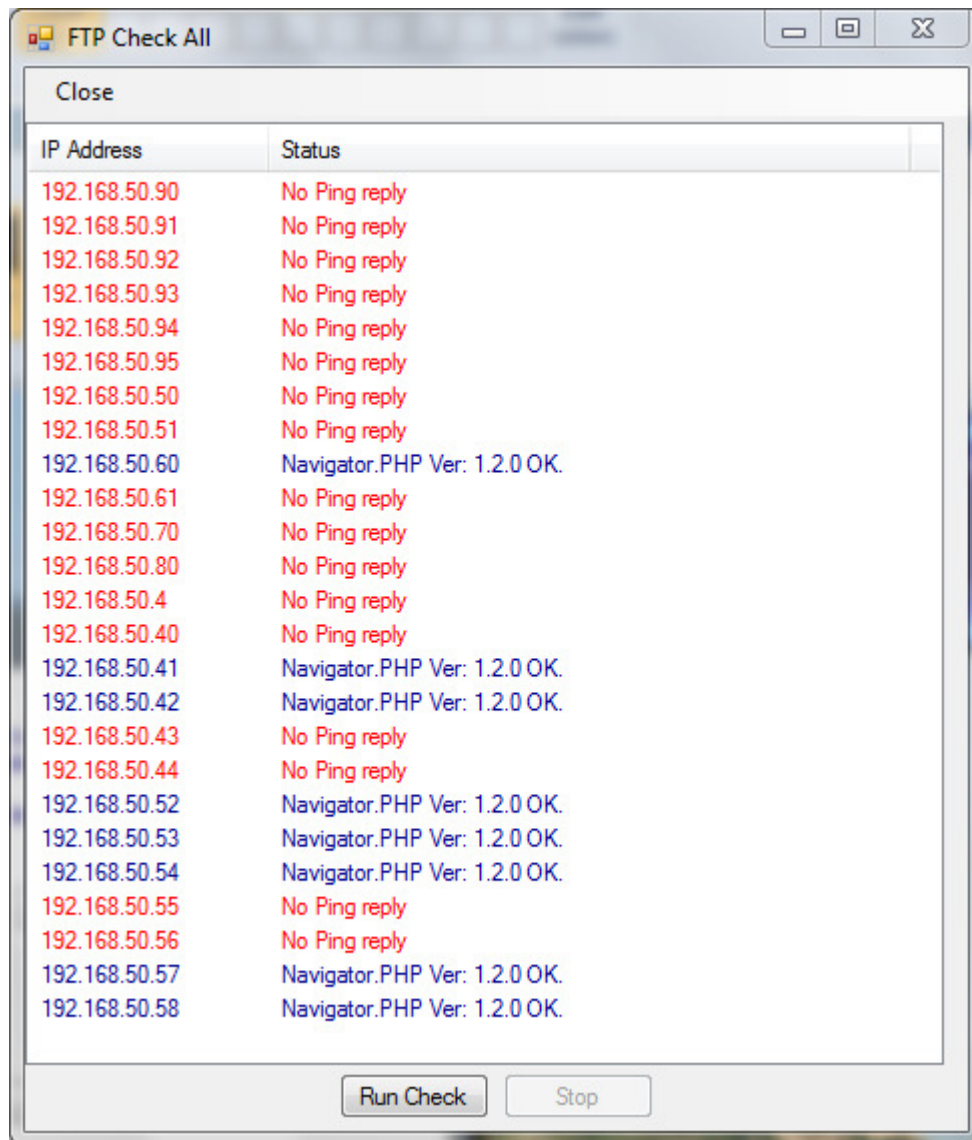 FTP Check All
Close
IP Address Status
192.168.50.90 No Ping reply
192.168.50.91 No Ping reply
192.168.50.92 No Ping reply
192.168.50.93 No Ping reply
192.168.50.94 No Ping reply
192.168.50.95 No Ping reply
192.168.50.50 No Ping reply
192.168.50.51 No Ping reply
192.168.50.60 Navigator.PHP Ver: 1.2.0 OK.
192.168.50.61 No Ping reply
192.168.50.70 No Ping reply
192.168.50.80 No Ping reply
192.168.50.4 No Ping reply
192.168.50.40 No Ping reply
192.168.50.41 Navigator.PHP Ver: 1.2.0 OK.
192.168.50.42 Navigator.PHP Ver: 1.2.0 OK.
192.168.50.43 No Ping reply
192.168.50.44 No Ping reply
192.168.50.52 Navigator.PHP Ver: 1.2.0 OK.
192.168.50.53 Navigator.PHP Ver: 1.2.0 OK.
192.168.50.54 Navigator.PHP Ver: 1.2.0 OK.
192.168.50.55 No Ping reply
192.168.50.56 No Ping reply
192.168.50.57 Navigator.PHP Ver: 1.2.0 OK.
192.168.50.58 Navigator.PHP Ver: 1.2.0 OK.
Run Check Stop